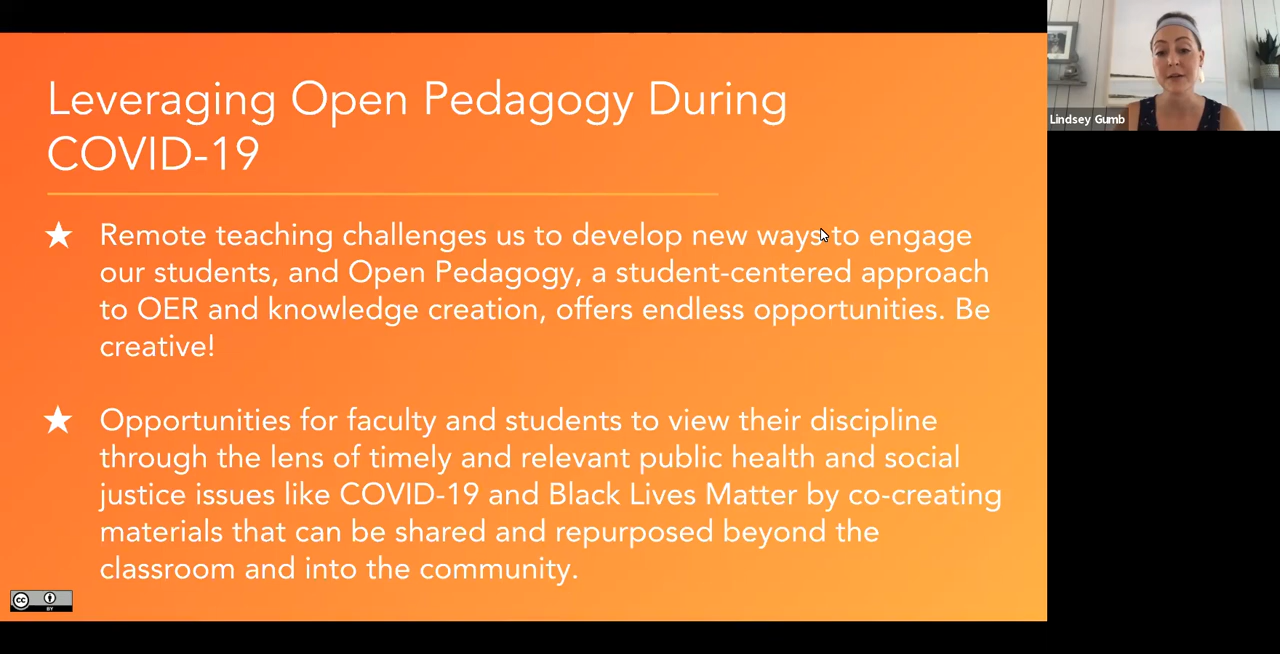 Leveraging Open Pedagogy During
COVID-19
Remote teaching challenges us to develop new ways to engage
our students, and Open Pedagogy, a student-centered approach
to OER and knowledge creation, offers endless opportunities. Be
creative!
Opportunities for faculty and students to view their discipline
through the lens of timely and relevant public health and social
justice issues like COVID-19 and Black Lives Matter by co-creating
materials that can be shared and repurposed beyond the
classroom and into the community.
cc
BY
Lindsey Gumb